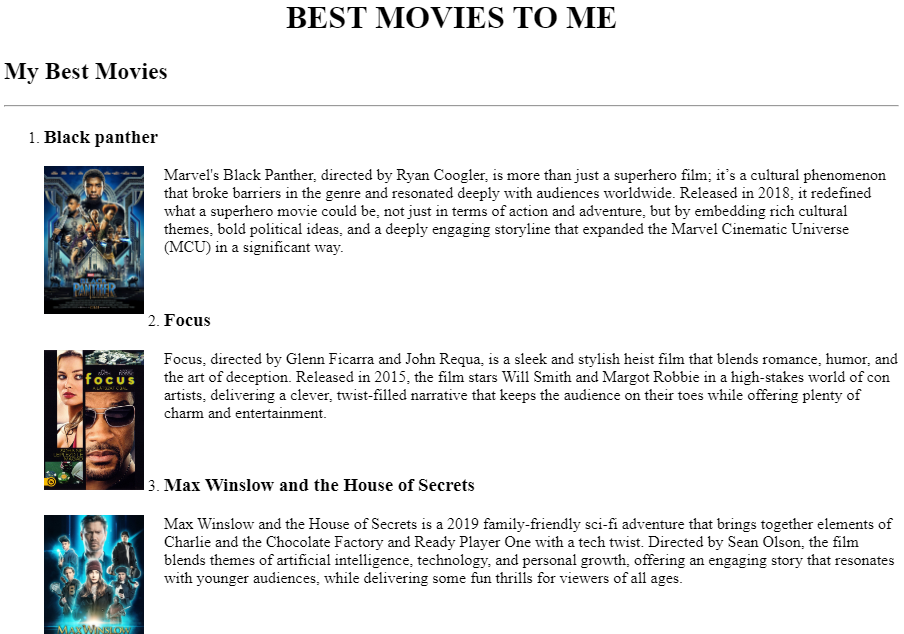 BEST MOVIES TO ME
My Best Movies
1. Black panther
Marvel's Black Panther, directed by Ryan Coogler, is more than just a superhero film; it’s a cultural phenomenon
that broke barriers in the genre and resonated deeply with audiences worldwide. Released in 2018, it redefined
what a superhero movie could be, not just in terms of action and adventure, but by embedding rich cultural
themes, bold political ideas, and a deeply engaging storyline that expanded the Marvel Cinematic Universe
(MCU) in a significant way.
BLACK
PANTHER
2. Focus
focus
Focus, directed by Glenn Ficarra and John Requa, is a sleek and stylish heist film that blends romance, humor, and
the art of deception. Released in 2015, the film stars Will Smith and Margot Robbie in a high-stakes world of con
artists, delivering a clever, twist-filled narrative that keeps the audience on their toes while offering plenty of
charm and entertainment.
3. Max Winslow and the House of Secrets
Max Winslow and the House of Secrets is a 2019 family-friendly sci-fi adventure that brings together elements of
Charlie and the Chocolate Factory and Ready Player One with a tech twist. Directed by Sean Olson, the film
blends themes of artificial intelligence, technology, and personal growth, offering an engaging story that resonates
with younger audiences, while delivering some fun thrills for viewers of all ages.
MAX WINSLOW